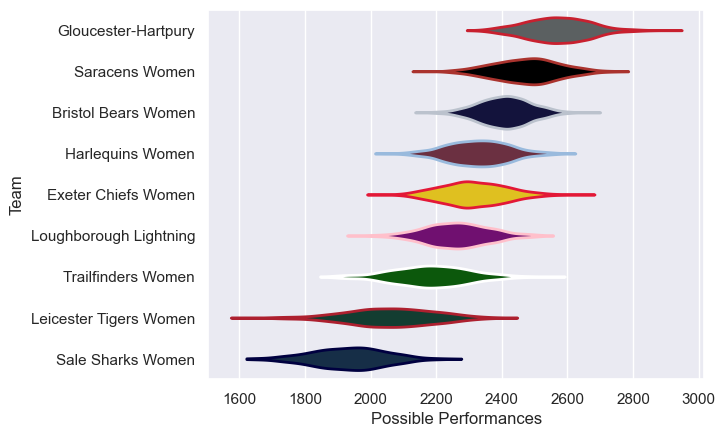 Gloucester-Hartpury
Saracens Women
Bristol Bears Women
Harlequins Women
Exeter Chiefs Women
Loughborough Lightning
Trailfinders Women
Leicester Tigers Women
Sale Sharks Women
Team
1600 1800 2000 2200 2400 2600 2800 3000
Possible Performances